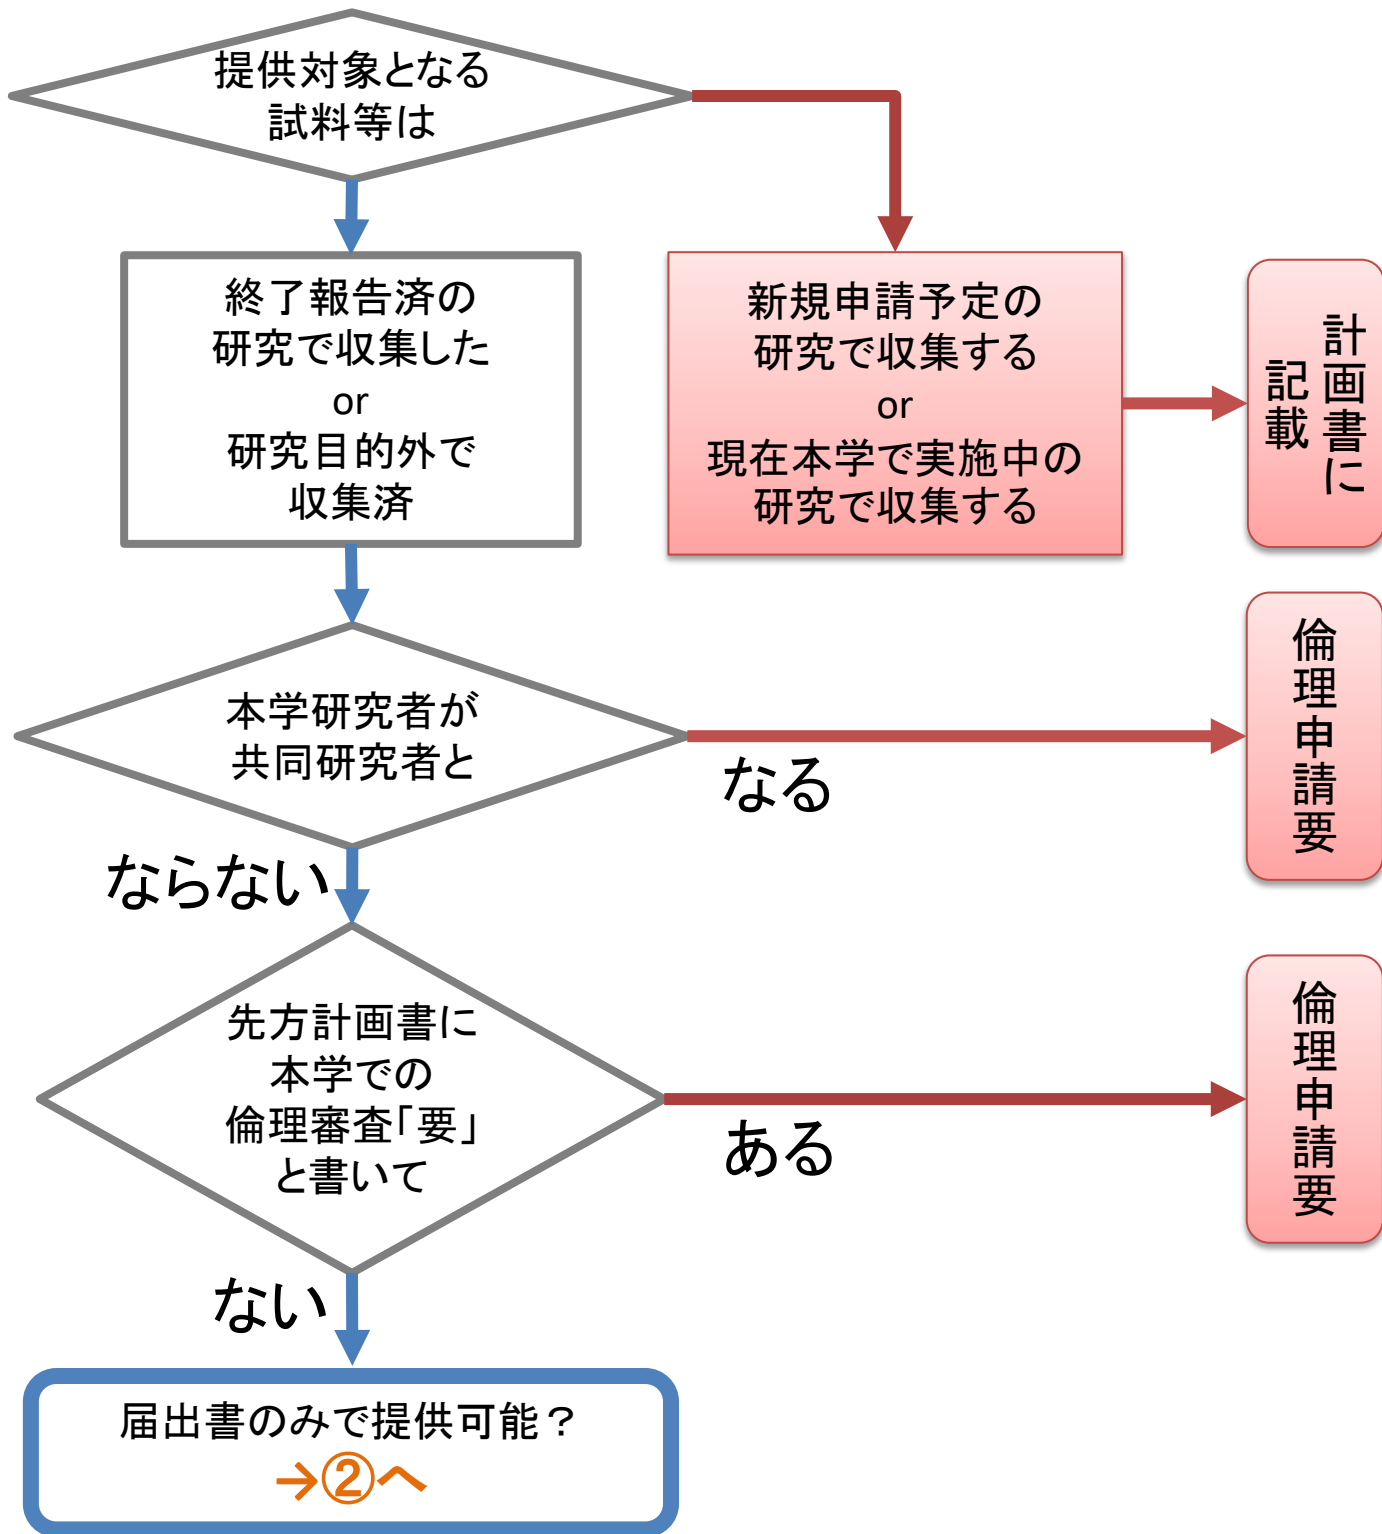 提供対象となる
試料等は
終了報告済の
研究で収集した
or
研究目的外で
収集済
新規申請予定の
研究で収集する
or
現在本学で実施中の
研究で収集する
計画書に
記載
本学研究者が
共同研究者と
なる
倫理申請要
ならない
先方計画書に
本学での
倫理審査｢要｣
と書いて
ある
倫理申請要
ない
届出書のみで提供可能？
→②へ